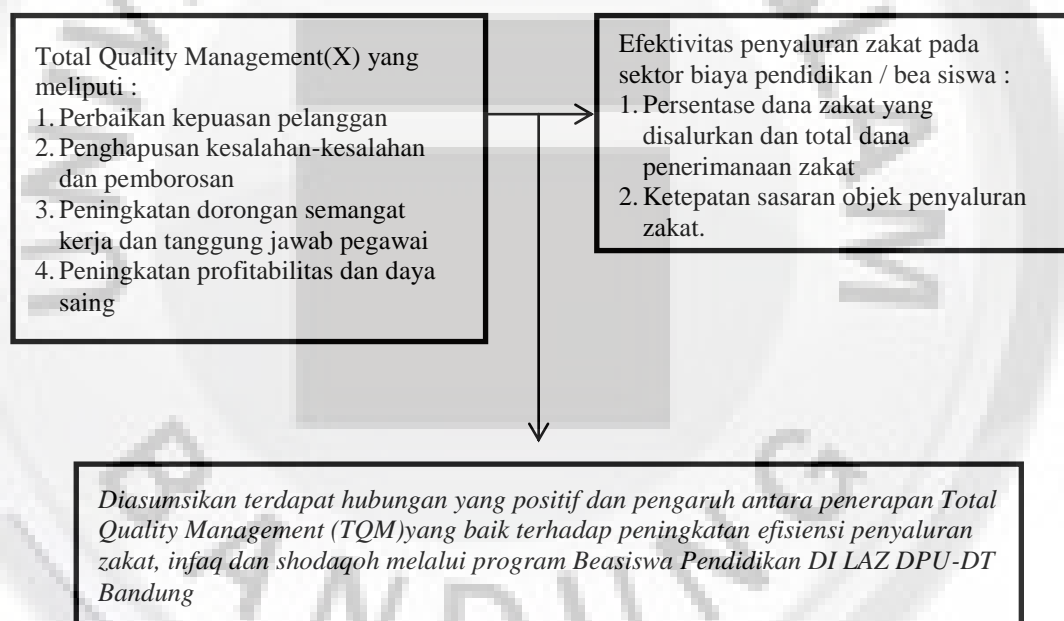 Total Quality Management(X) yang
meliputi :
1. Perbaikan kepuasan pelanggan
2. Penghapusan kesalahan-kesalahan
dan pemborosan
3. Peningkatan dorongan semangat
kerja dan tanggung jawab pegawai
4. Peningkatan profitabilitas dan daya
saing
Efektivitas penyaluran zakat pada
sektor biaya pendidikan / bea siswa :
1. Persentase dana zakat yang
disalurkan dan total dana
penerimanaan zakat
2. Ketepatan sasaran objek penyaluran
zakat.
Diasumsikan terdapat hubungan yang positif dan pengaruh antara penerapan Total
Quality Management (TQM)yang baik terhadap peningkatan efisiensi penyaluran
zakat, infaq dan shodaqoh melalui program Beasiswa Pendidikan DI LAZ DPU-DT
Bandung
BANDUNG